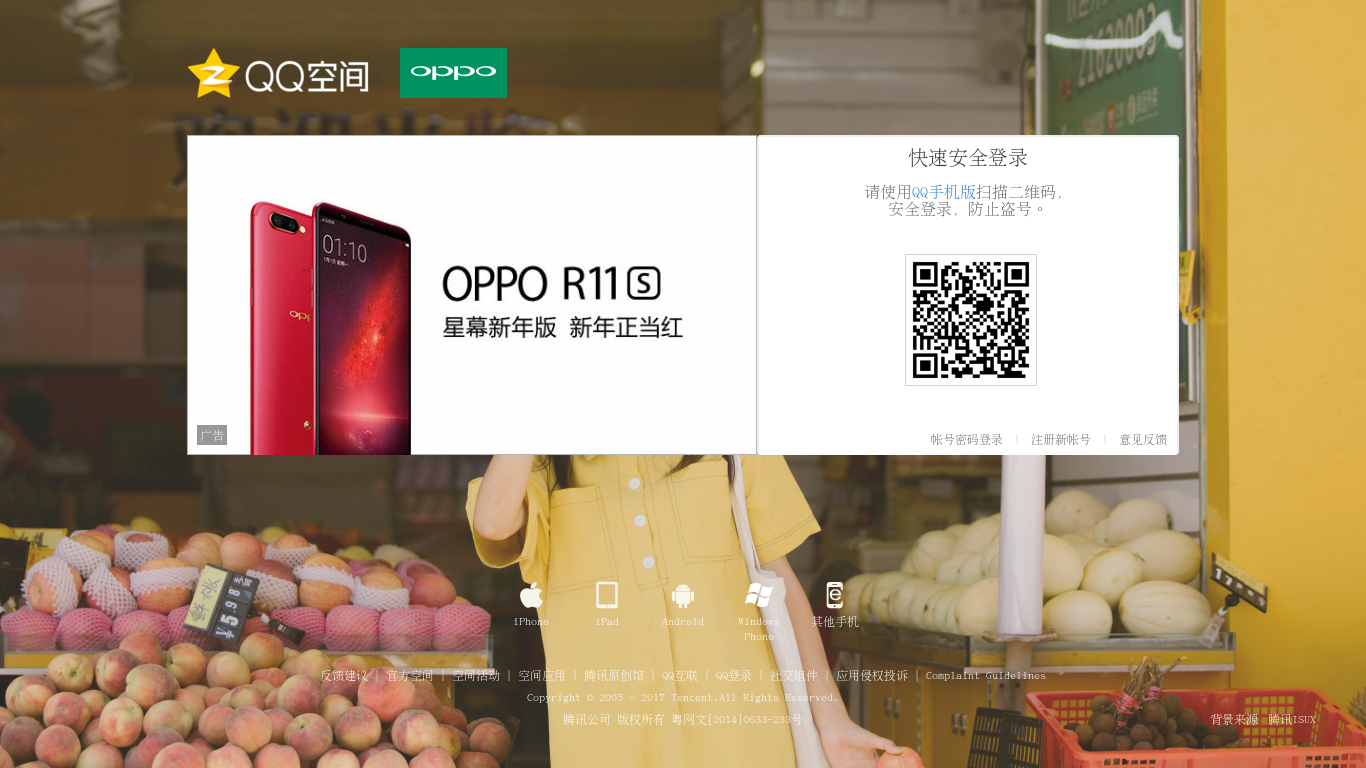 QQ空间
oppo
快速安全登录
请使用QQ手机版扫描二维码，
安全登录，防止盗号。
01:10
OPPO R11 S
星幕新年版 新年正当红
广告
帐号密码登录 | 注册新帐号 | 意见反馈
iPhone
iPad
Android
Windows Phone
其他手机
反馈建议 | 官方空间 | 空间活动 | 空间应用 | 腾讯原创馆 | QQ互联 | QQ登录 | 社交组件 | 应用侵权投诉 | Complaint Guidelines
Copyright © 2005 - 2017 Tencent.All Rights Reserved.
腾讯公司 版权所有 粤网文[2014]0633-233号
背景来源 腾讯ISUX